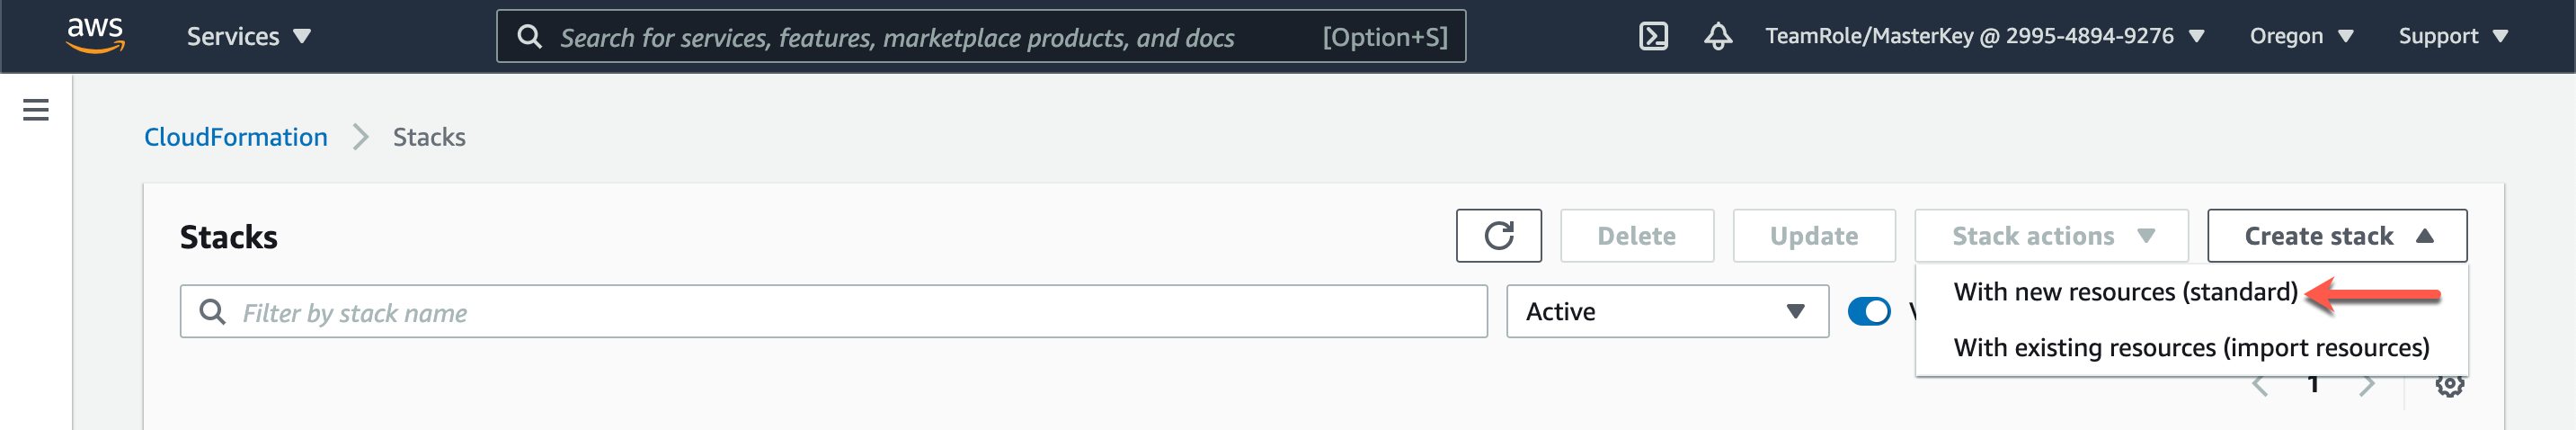 aws Services Search for services, features, marketplace products, and docs [Option+S] TeamRole/MasterKey @ 2995-4894-9276 Oregon Support
CloudFormation Stacks
Stacks Delete Update Stack actions Create stack
With new resources (standard)
Filter by stack name Active
With existing resources (import resources)
1